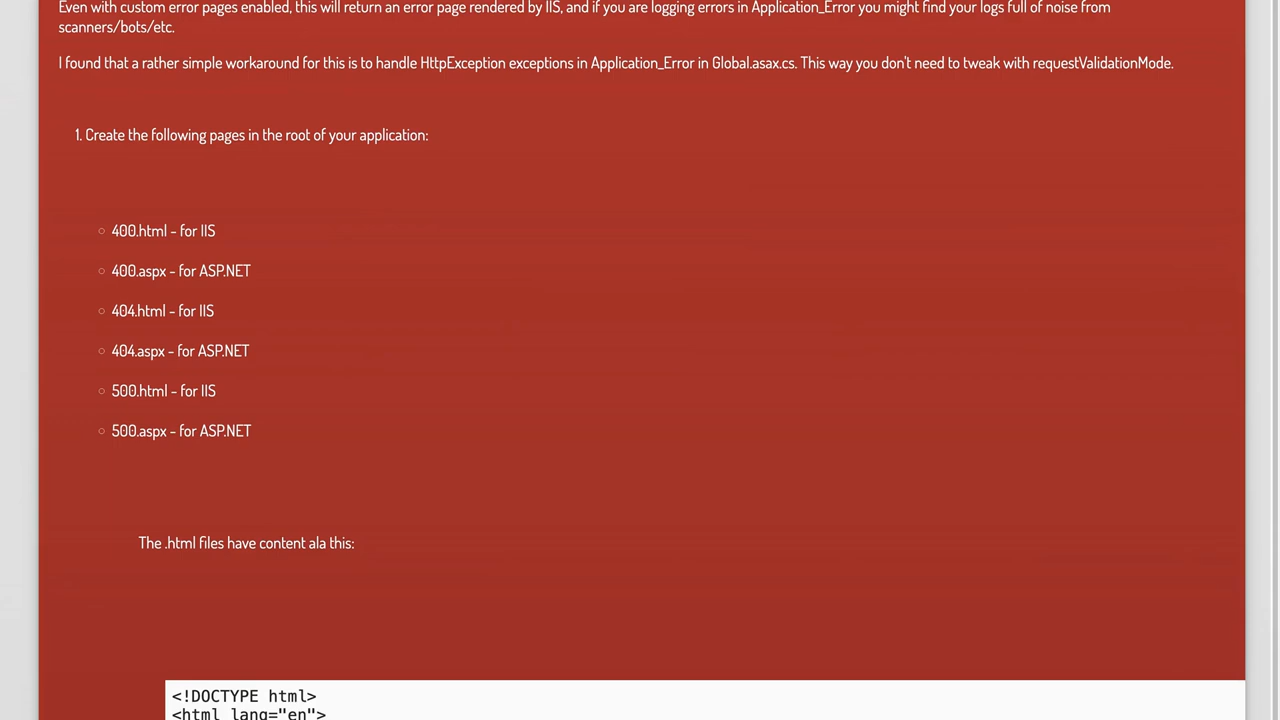 Even with custom error pages enabled, this will return an error page rendered by IIS, and if you are logging errors in Application_Error you might find your logs full of noise from
scanners/bots/etc.
I found that a rather simple workaround for this is to handle HttpException exceptions in Application_Error in Global.asax.cs. This way you don't need to tweak with requestValidationMode.
1. Create the following pages in the root of your application:
○ 400.html - for IIS
○ 400.aspx - for ASP.NET
○ 404.html - for IIS
○ 404.aspx - for ASP.NET
○ 500.html - for IIS
○ 500.aspx - for ASP.NET
The .html files have content ala this:
<!DOCTYPE html>
<html lang="en">